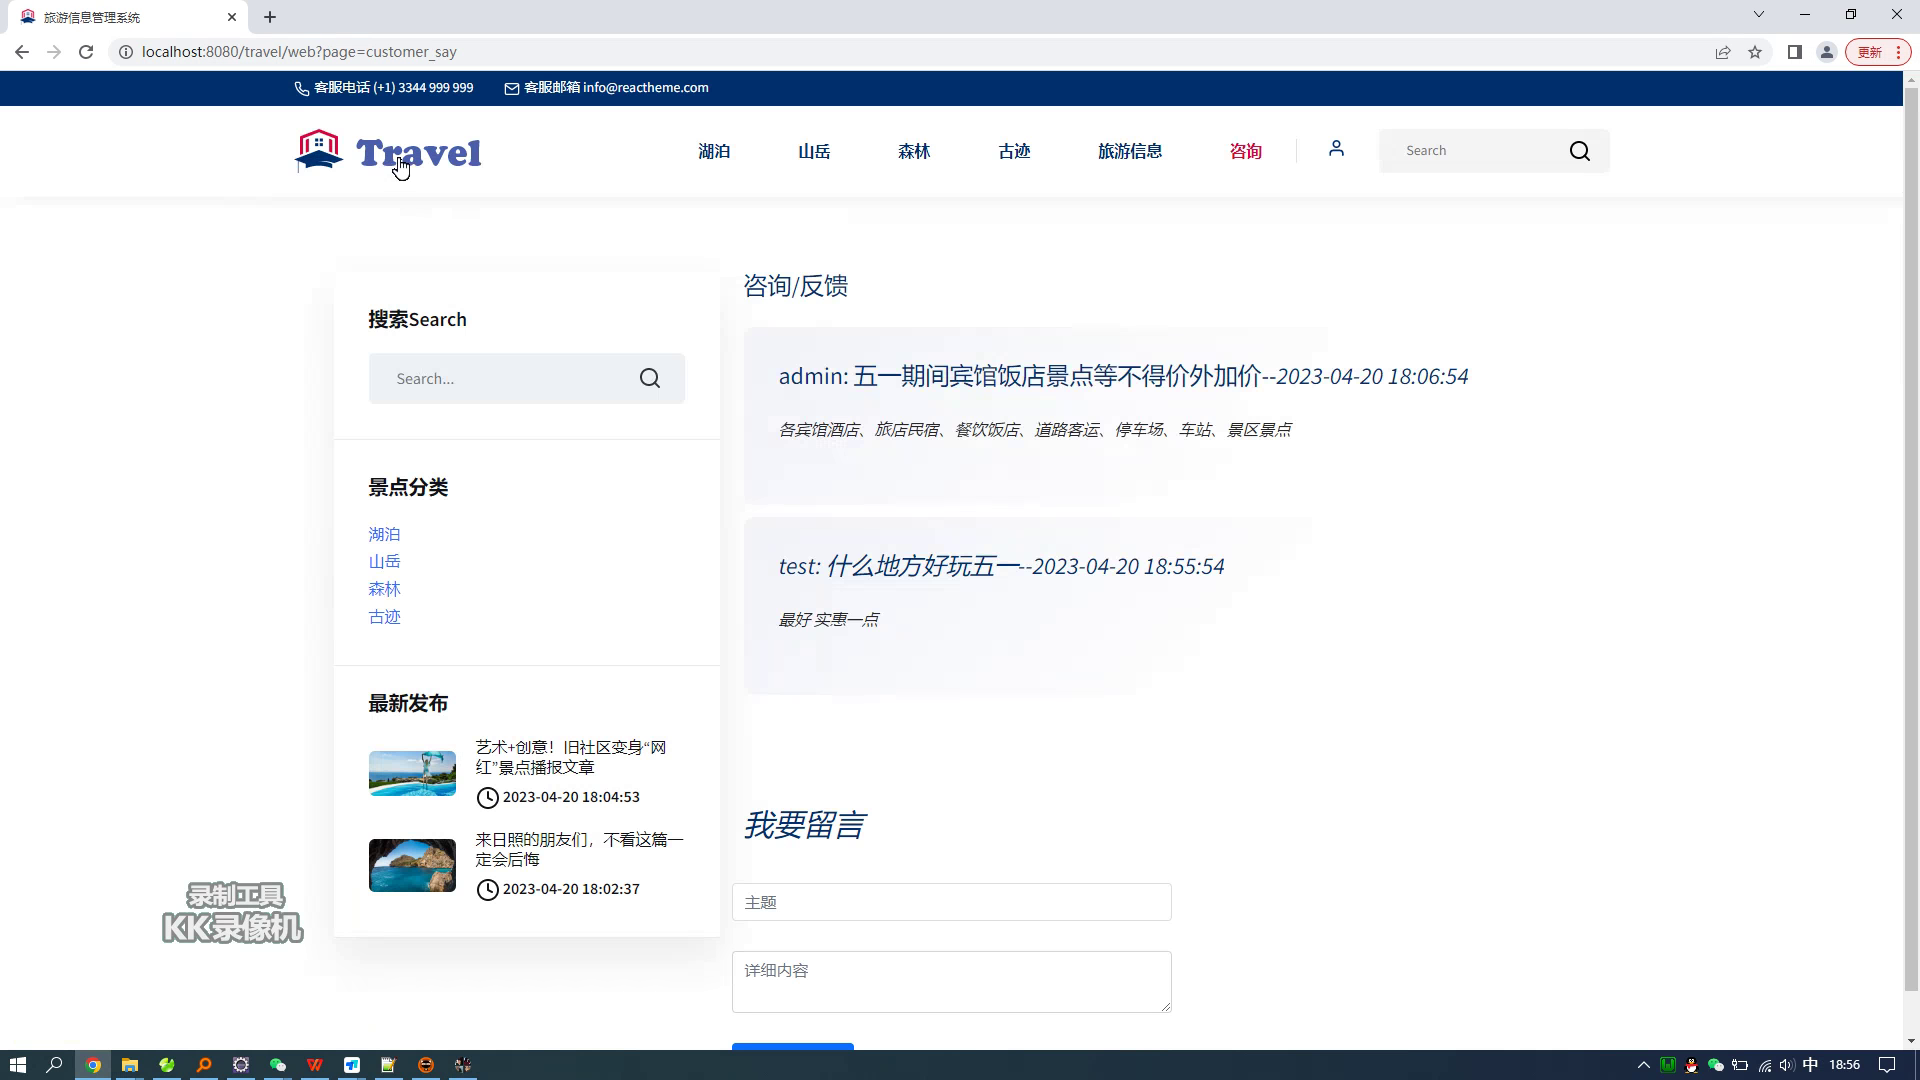 旅游信息管理系统
localhost:8080/travel/web?page=customer_say
更新
客服电话 (+1) 3344 999 999
客服邮箱 info@reactheme.com
Travel
湖泊
山岳
森林
古迹
旅游信息
咨询
Search
搜索Search
Search...
景点分类
湖泊
山岳
森林
古迹
最新发布
艺术+创意！旧社区变身“网
红”景点播报文章
2023-04-20 18:04:53
来日照的朋友们，不看这篇一
定会后悔
2023-04-20 18:02:37
咨询/反馈
admin: 五一期间宾馆饭店景点等不得价外加价--2023-04-20 18:06:54
各宾馆酒店、旅店民宿、餐饮饭店、道路客运、停车场、车站、景区景点
test: 什么地方好玩五一--2023-04-20 18:55:54
最好 实惠一点
我要留言
主题
详细内容
录制工具
KK录像机
中
18:56